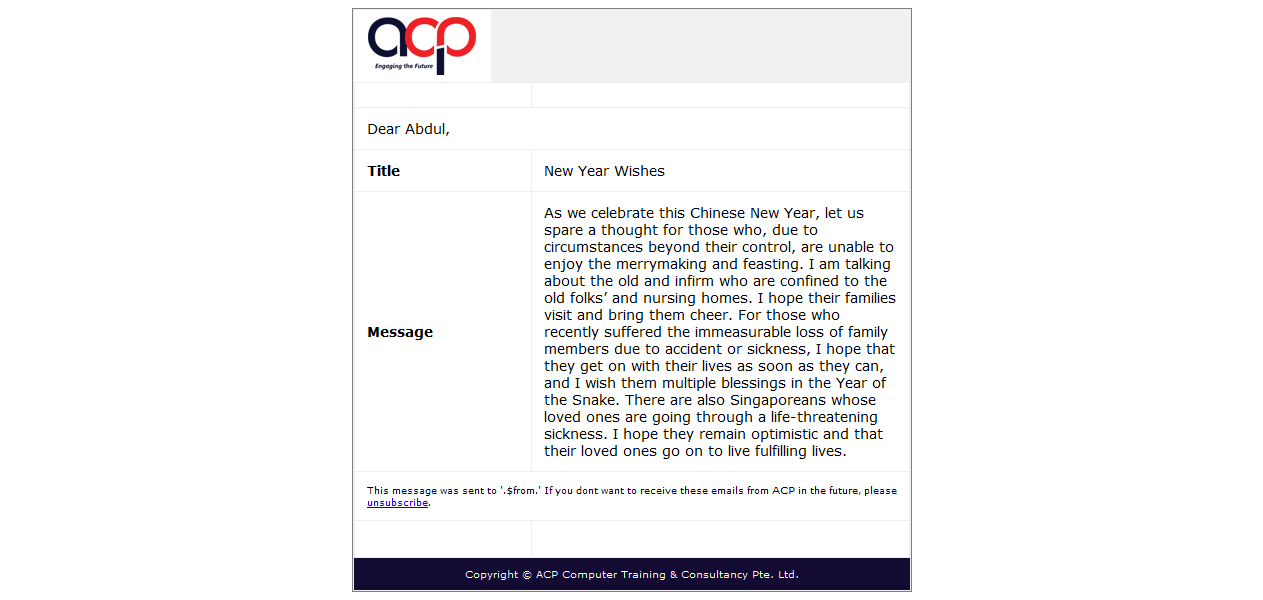 acp
Engaging the Future
Dear Abdul,
Title
New Year Wishes
Message
As we celebrate this Chinese New Year, let us
spare a thought for those who, due to
circumstances beyond their control, are unable to
enjoy the merrymaking and feasting. I am talking
about the old and infirm who are confined to the
old folks’ and nursing homes. I hope their families
visit and bring them cheer. For those who
recently suffered the immeasurable loss of family
members due to accident or sickness, I hope that
they get on with their lives as soon as they can,
and I wish them multiple blessings in the Year of
the Snake. There are also Singaporeans whose
loved ones are going through a life-threatening
sickness. I hope they remain optimistic and that
their loved ones go on to live fulfilling lives.
This message was sent to '.$from.' If you dont want to receive these emails from ACP in the future, please
unsubscribe.
Copyright © ACP Computer Training & Consultancy Pte. Ltd.